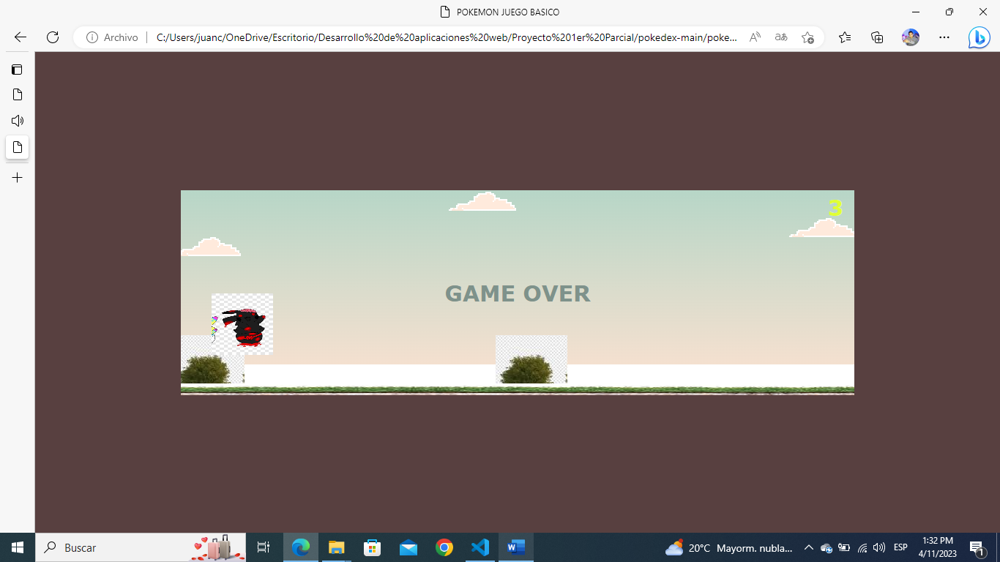 POKEMON JUEGO BASICO
Archivo
C:/Users/juanc/OneDrive/Escritorio/Desarrollo%20de%20aplicaciones%20web/Proyecto%201er%20Parcial/pokedex-main/poke...
3
GAME OVER
Buscar
20°C Mayorm. nubla...
ESP
1:32 PM
4/11/2023
1